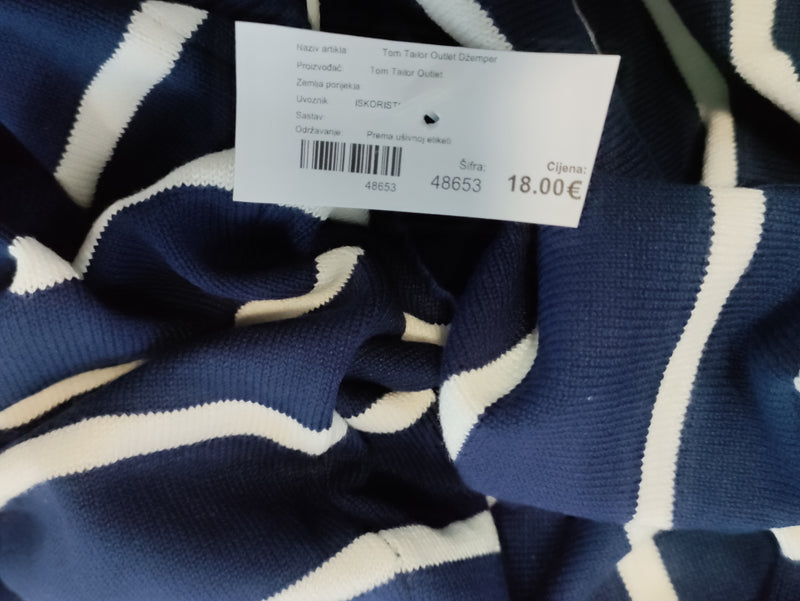 Naziv artikla Tom Tailor Outlet Džemper
Proizvođač: Tom Tailor Outlet
Zemlja porijekla
Uvoznik: ISKORIST
Sastav:
Održavanje: Prema ušivnoj etiketi
48653
Šifra:
48653
Cijena:
18.00€